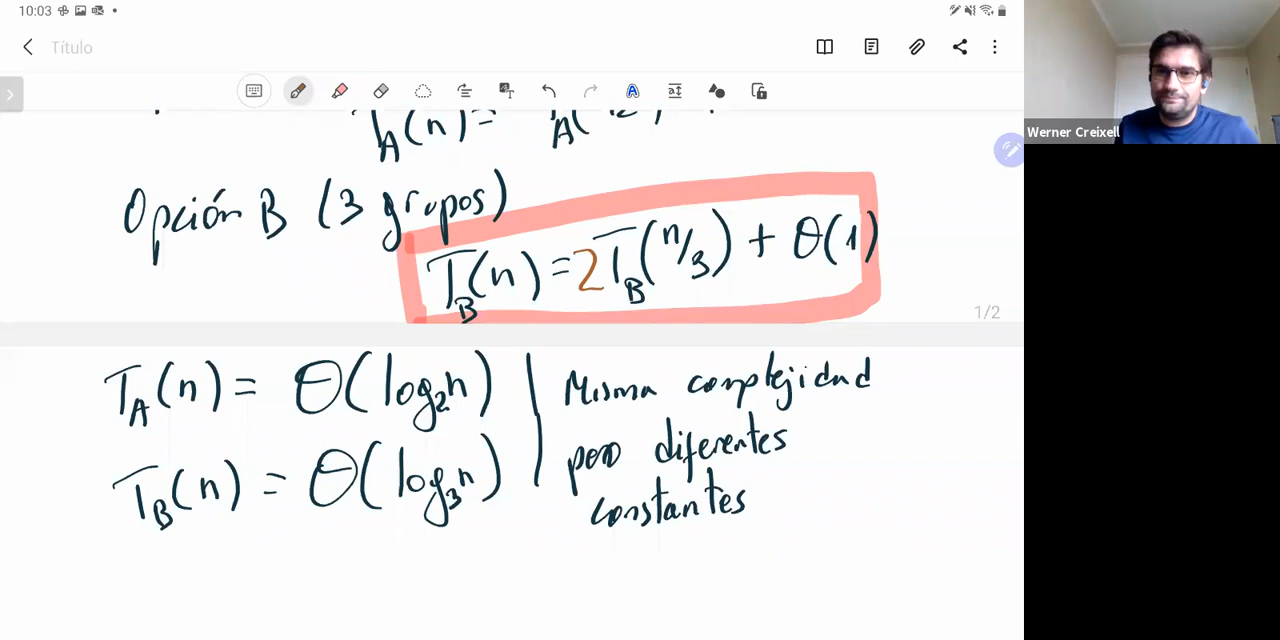 10:03
Título
Werner Creixell
T_A(n) =
Opción B (3 grupos)
T_B(n) = 2T_B(n/3) + Θ(1)
1/2
T_A(n) = Θ(log₂n) | Misma complejidad
pero diferentes
T_B(n) = Θ(log₃n)
constantes